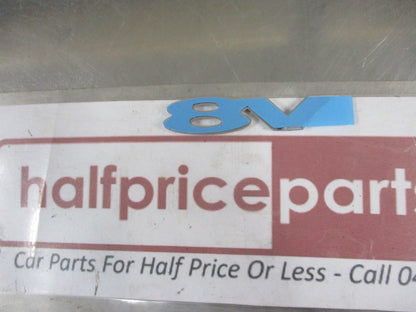 8V
halfpriceparts
Car Parts For Half Price Or Less - Call 04